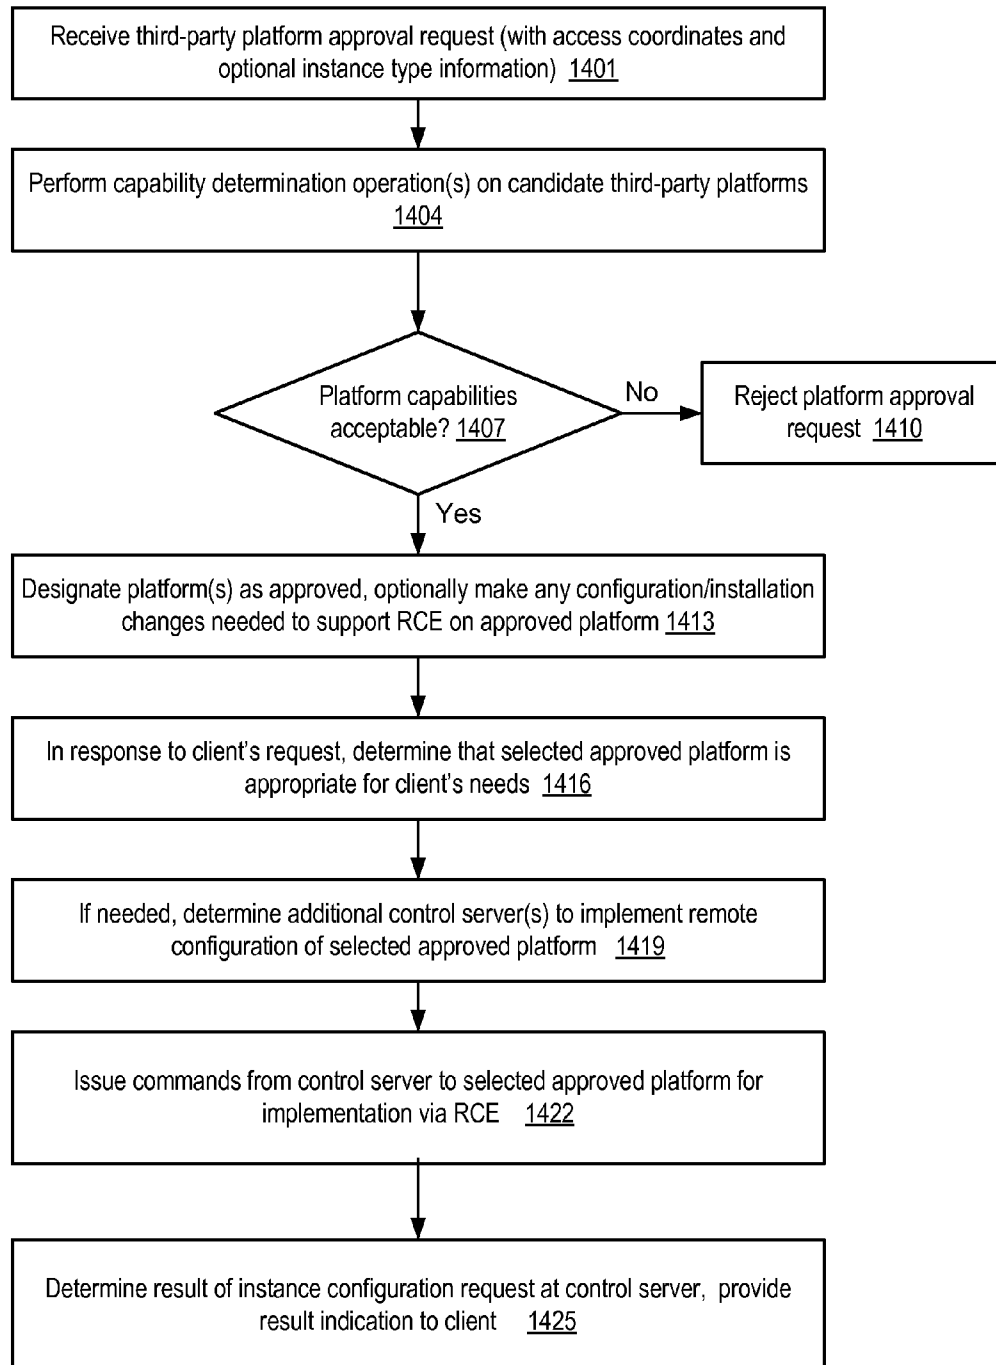 Receive third-party platform approval request (with access coordinates and
optional instance type information) 1401
Perform capability determination operation(s) on candidate third-party platforms
1404
Platform capabilities
acceptable? 1407
No
Reject platform approval
request 1410
Yes
Designate platform(s) as approved, optionally make any configuration/installation
changes needed to support RCE on approved platform 1413
In response to client's request, determine that selected approved platform is
appropriate for client's needs 1416
If needed, determine additional control server(s) to implement remote
configuration of selected approved platform 1419
Issue commands from control server to selected approved platform for
implementation via RCE 1422
Determine result of instance configuration request at control server, provide
result indication to client 1425